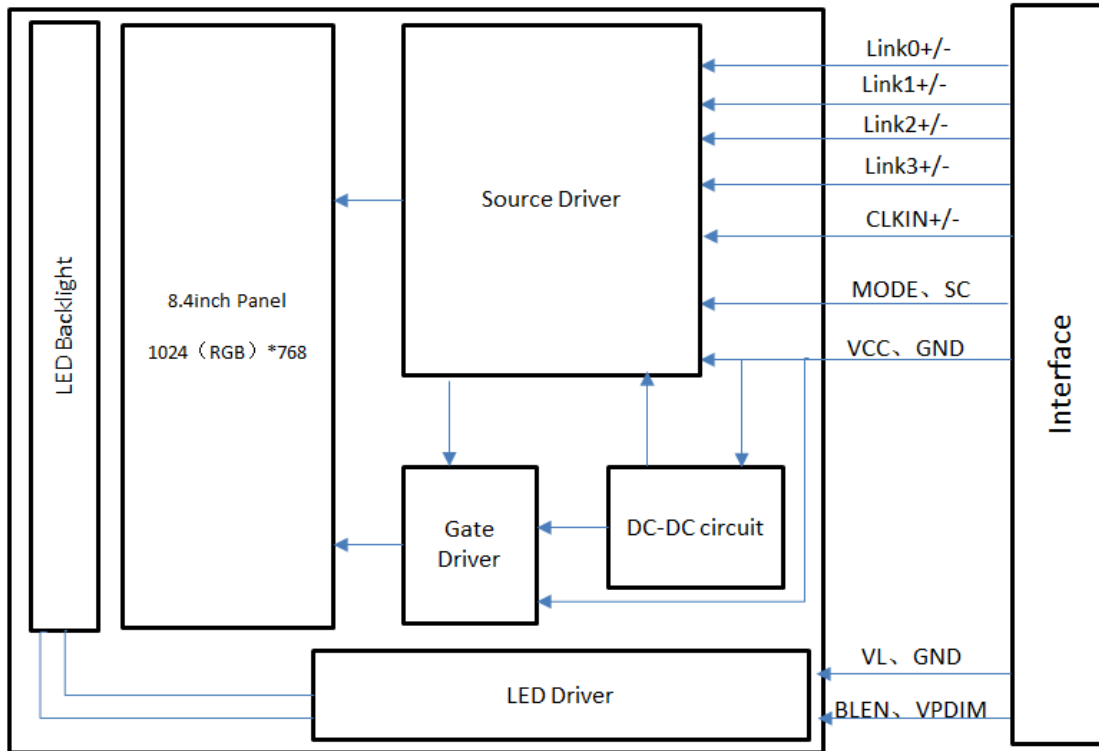 LED Backlight
8.4inch Panel
1024（RGB）*768
Source Driver
Link0+/-
Link1+/-
Link2+/-
Link3+/-
CLKIN+/-
MODE、SC
VCC、GND
Interface
Gate
Driver
DC-DC circuit
LED Driver
VL、GND
BLEN、VPDIM